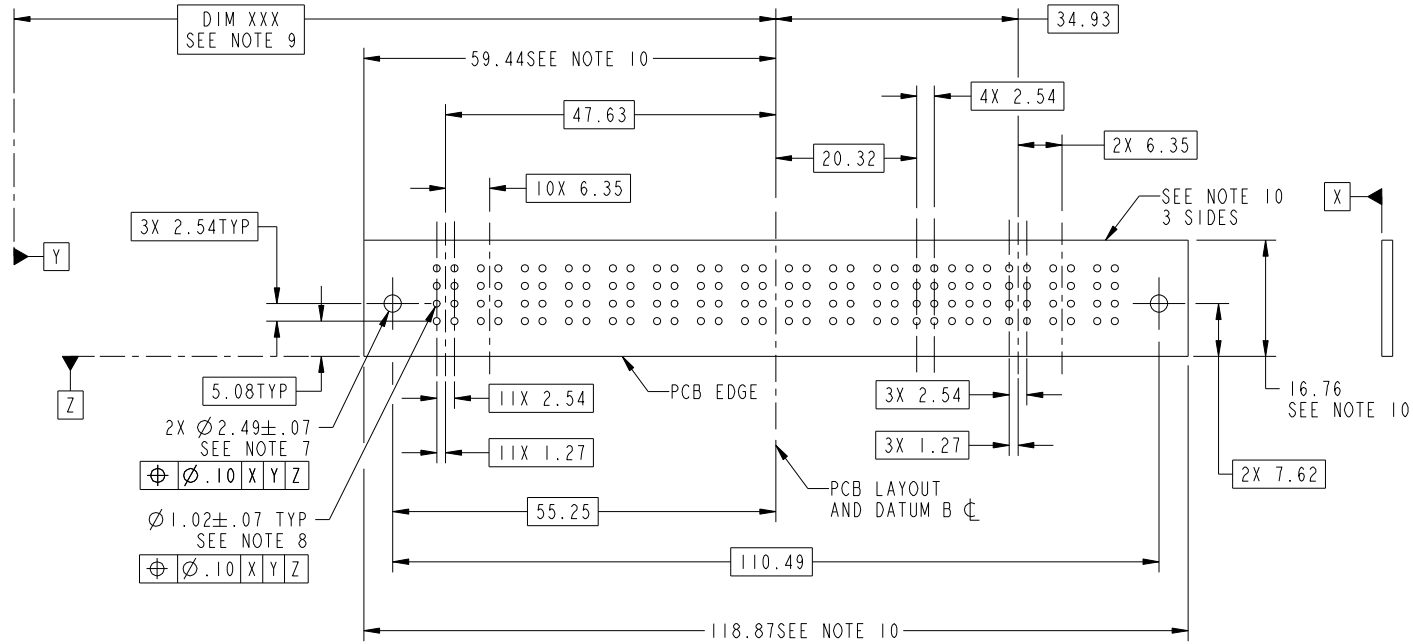 DIM XXX
SEE NOTE 9
34.93
59.44SEE NOTE 10
4X 2.54
47.63
2X 6.35
20.32
10X 6.35
SEE NOTE 10
3 SIDES
X
3X 2.54TYP
Y
5.08TYP
Z
PCB EDGE
16.76
SEE NOTE 10
11X 2.54
3X 2.54
2X Ø2.49±.07
SEE NOTE 7
⌖ Ø.10 X Y Z
11X 1.27
3X 1.27
2X 7.62
PCB LAYOUT
AND DATUM B ℄
Ø1.02±.07 TYP
SEE NOTE 8
⌖ Ø.10 X Y Z
55.25
110.49
118.87SEE NOTE 10